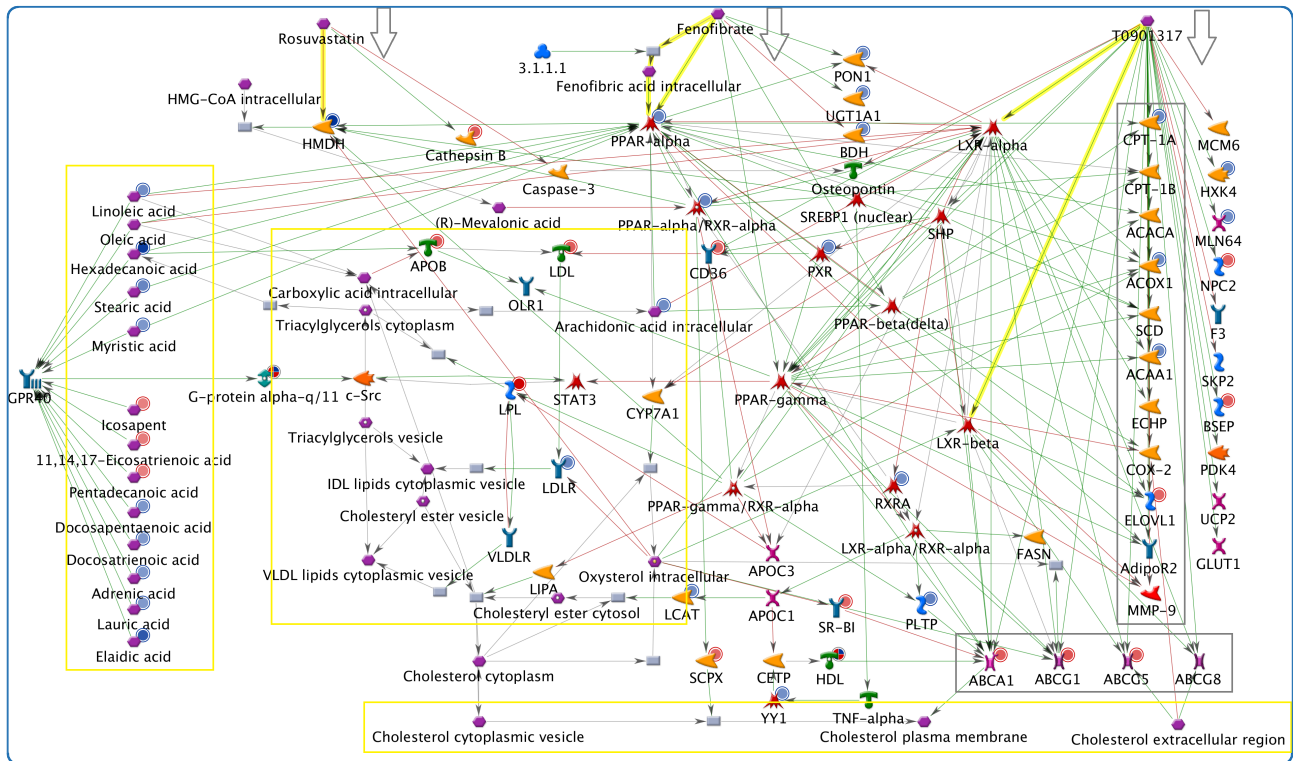 Rosuvastatin
Fenofibrate
T0901317
3.1.1.1
PON1
Fenofibric acid intracellular
HMG-CoA intracellular
UGT1A1
HMDH
Cathepsin B
PPAR-alpha
BDH
LXR-alpha
CPT-1A
MCM6
Caspase-3
Osteopontin
CPT-1B
HXK4
Linoleic acid
(R)-Mevalonic acid
PPAR-alpha/RXR-alpha
SREBP1 (nuclear)
SHP
ACACA
MLN64
Oleic acid
APOB
LDL
CD36
PXR
Hexadecanoic acid
Carboxylic acid intracellular
OLR1
ACOX1
NPC2
Stearic acid
Triacylglycerols cytoplasm
Arachidonic acid intracellular
PPAR-beta(delta)
SCD
F3
Myristic acid
ACAA1
SKP2
GPR40
G-protein alpha-q/11
c-Src
LPL
STAT3
CYP7A1
PPAR-gamma
ECHP
BSEP
Icosapent
Triacylglycerols vesicle
LXR-beta
11,14,17-Eicosatrienoic acid
COX-2
PDK4
Pentadecanoic acid
IDL lipids cytoplasmic vesicle
LDLR
PPAR-gamma/RXR-alpha
RXRA
ELOVL1
UCP2
Docosapentaenoic acid
Cholesteryl ester vesicle
VLDLR
LXR-alpha/RXR-alpha
FASN
Docosatrienoic acid
VLDL lipids cytoplasmic vesicle
LIPA
Oxysterol intracellular
APOC3
AdipoR2
GLUT1
Adrenic acid
Cholesteryl ester cytosol
LCAT
APOC1
SR-BI
PLTP
MMP-9
Lauric acid
Elaidic acid
Cholesterol cytoplasm
SCPX
CETP
HDL
ABCA1
ABCG1
ABCG5
ABCG8
YY1
TNF-alpha
Cholesterol cytoplasmic vesicle
Cholesterol plasma membrane
Cholesterol extracellular region